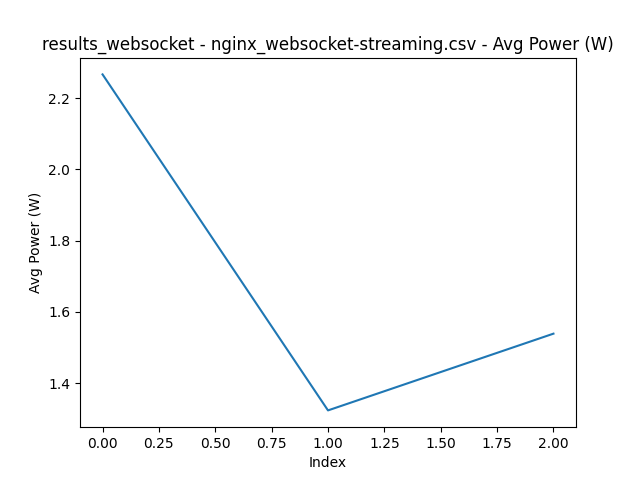 results_websocket - nginx_websocket-streaming.csv - Avg Power (W)
2.2
2.0
1.8
1.6
1.4
Avg Power (W)
0.00 0.25 0.50 0.75 1.00 1.25 1.50 1.75 2.00
Index